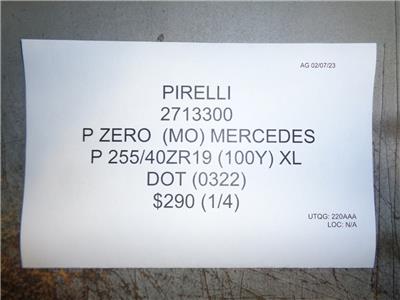 AG 02/07/23
PIRELLI
2713300
P ZERO (MO) MERCEDES
P 255/40ZR19 (100Y) XL
DOT (0322)
$290 (1/4)
UTQG: 220AAA
LOC: N/A